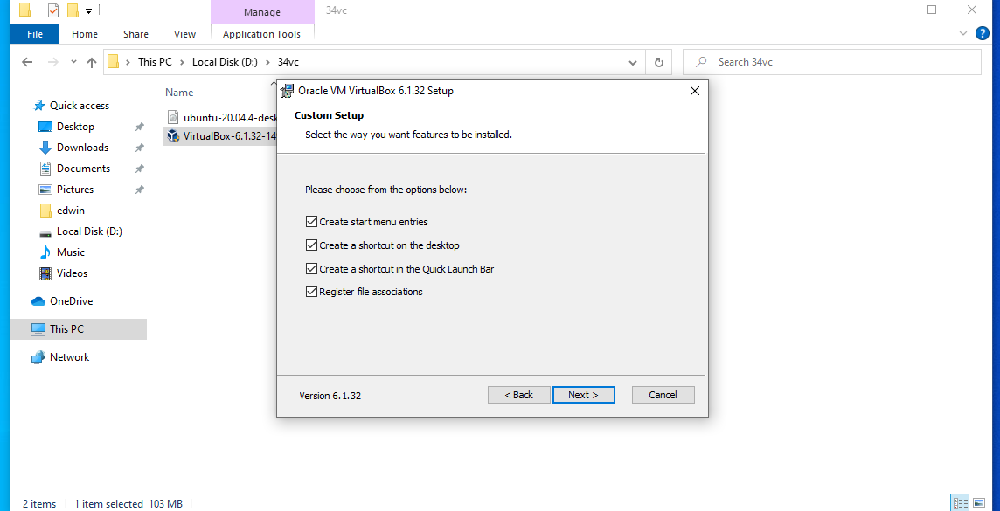 Manage
34vc
File
Home
Share
View
Application Tools
This PC
Local Disk (D:)
34vc
Search 34vc
Quick access
Desktop
Downloads
Documents
Pictures
edwin
Local Disk (D:)
Music
Videos
OneDrive
This PC
Network
Name
ubuntu-20.04.4-desk
VirtualBox-6.1.32-14
Oracle VM VirtualBox 6.1.32 Setup
Custom Setup
Select the way you want features to be installed.
Please choose from the options below:
Create start menu entries
Create a shortcut on the desktop
Create a shortcut in the Quick Launch Bar
Register file associations
Version 6.1.32
< Back
Next >
Cancel
2 items
1 item selected 103 MB